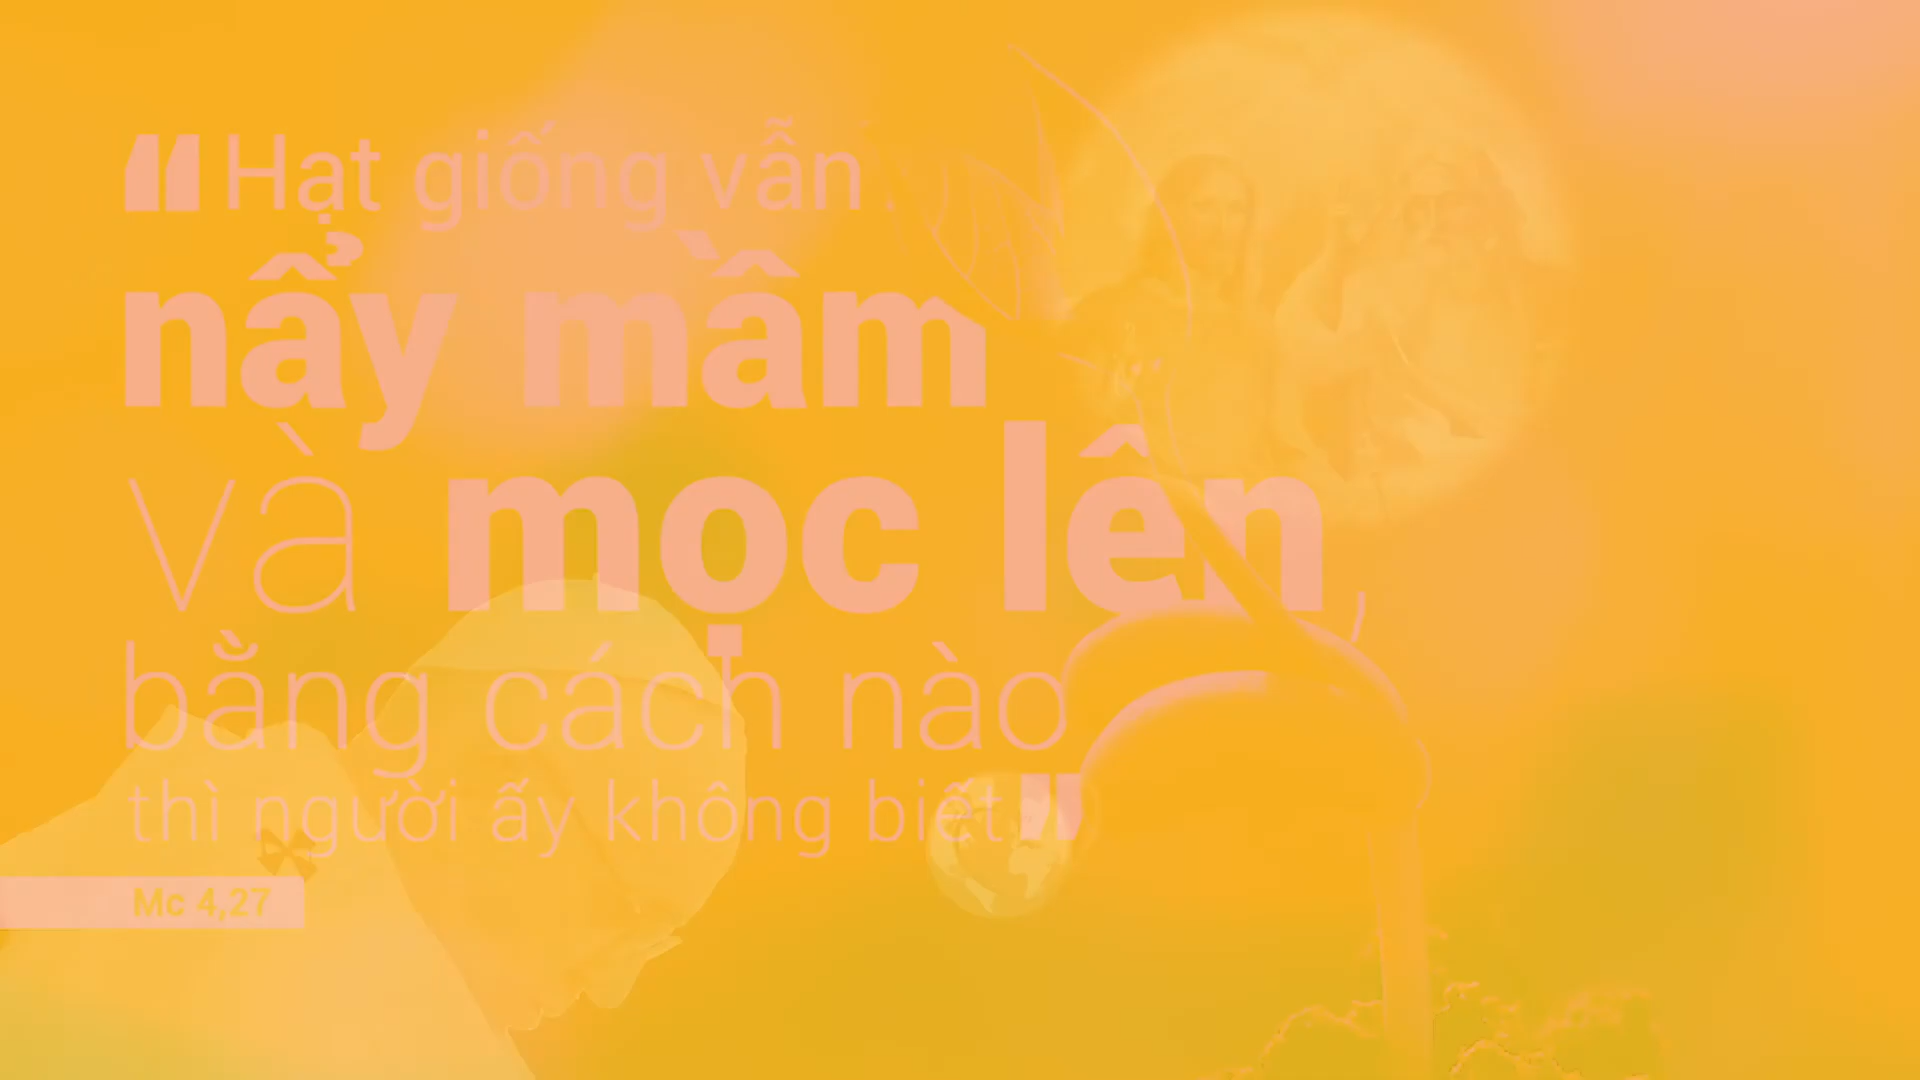 "Hạt giống vẫn
nẩy mầm
và mọc lên,
bằng cách nào
thì người ấy không biết"
Mc 4,27